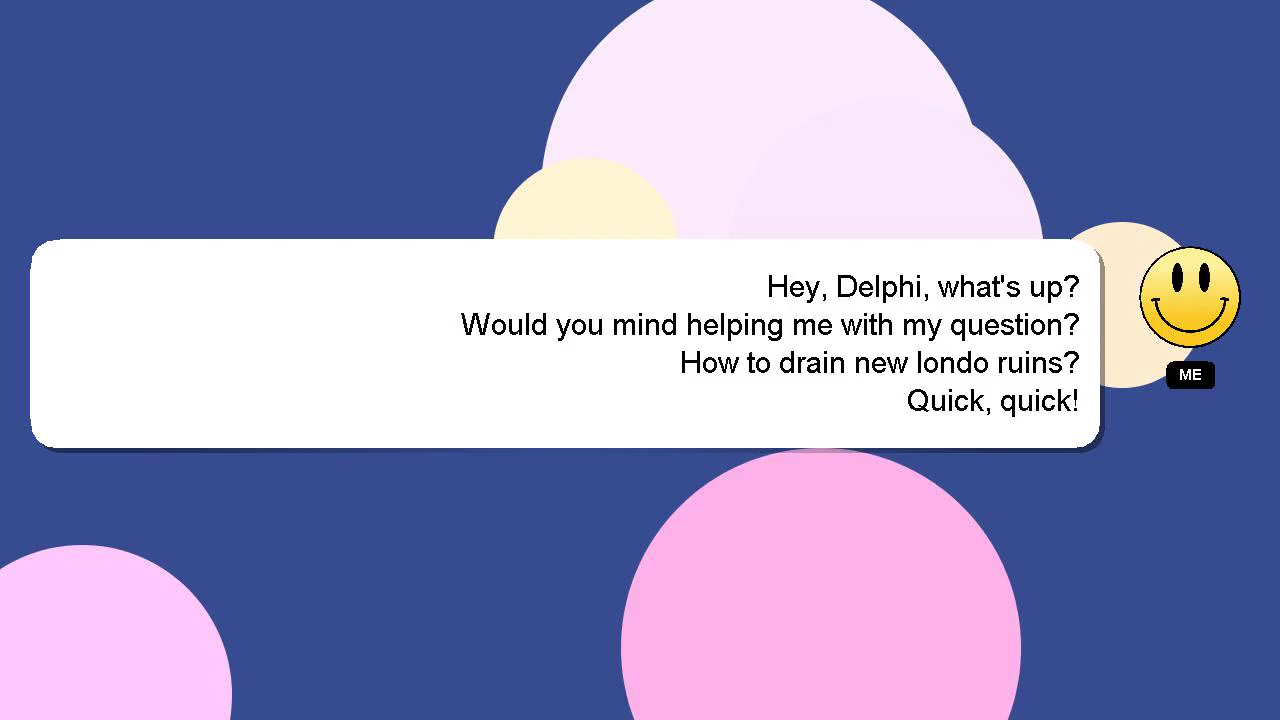 Hey, Delphi, what's up?
Would you mind helping me with my question?
How to drain new londo ruins?
Quick, quick!
ME